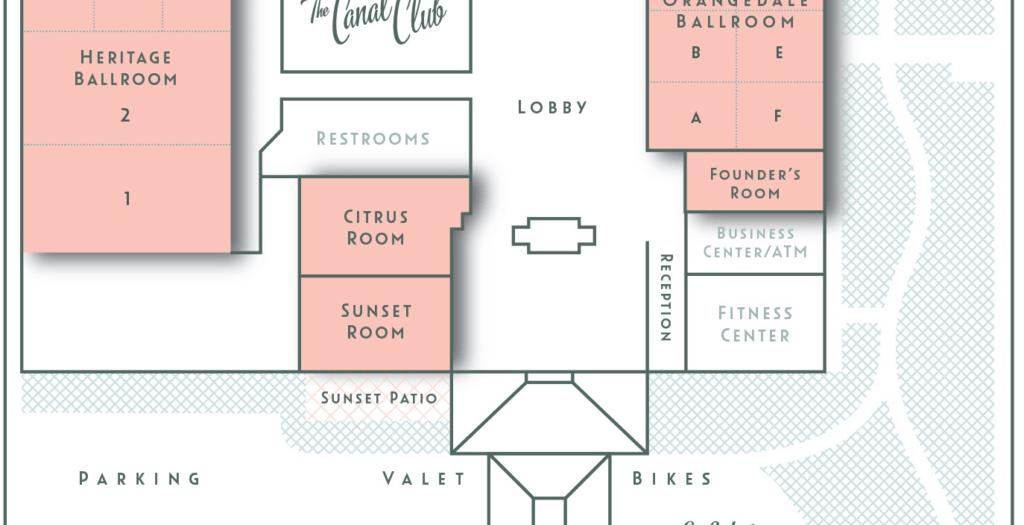 The Canal Club
ORANGEDALE
BALLROOM
B
E
A
F
HERITAGE
BALLROOM
2
1
LOBBY
RESTROOMS
FOUNDER'S
ROOM
CITRUS
ROOM
BUSINESS
CENTER/ATM
RECEPTION
SUNSET
ROOM
FITNESS
CENTER
SUNSET PATIO
PARKING
VALET
BIKES